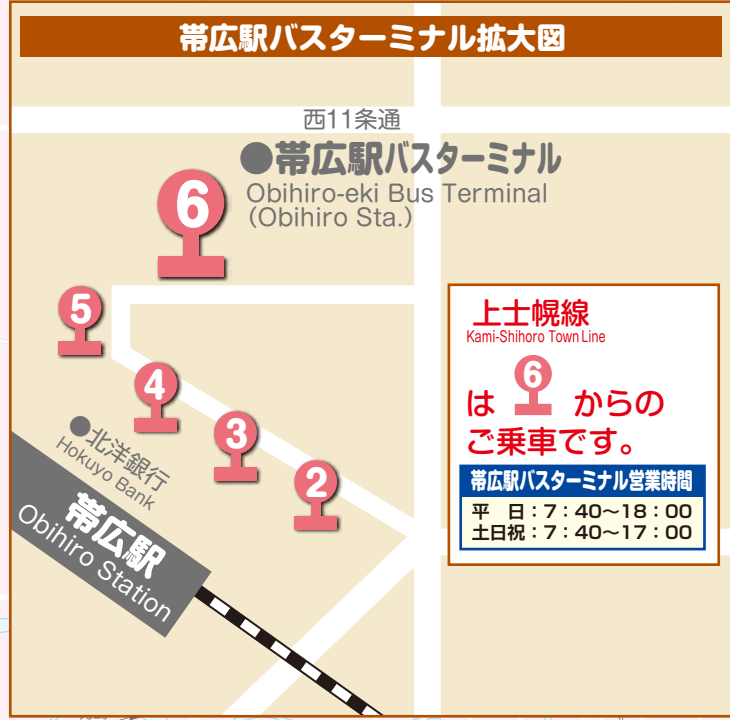 帯広駅バスターミナル拡大図
西11条通
●帯広駅バスターミナル
Obihiro-eki Bus Terminal
(Obihiro Sta.)
6
5
4
3
2
●北洋銀行
Hokuyo Bank
帯広駅
Obihiro Station
上士幌線
Kami-Shihoro Town Line
は 6 からの
ご乗車です。
帯広駅バスターミナル営業時間
平　日：7：40～18：00
土日祝：7：40～17：00